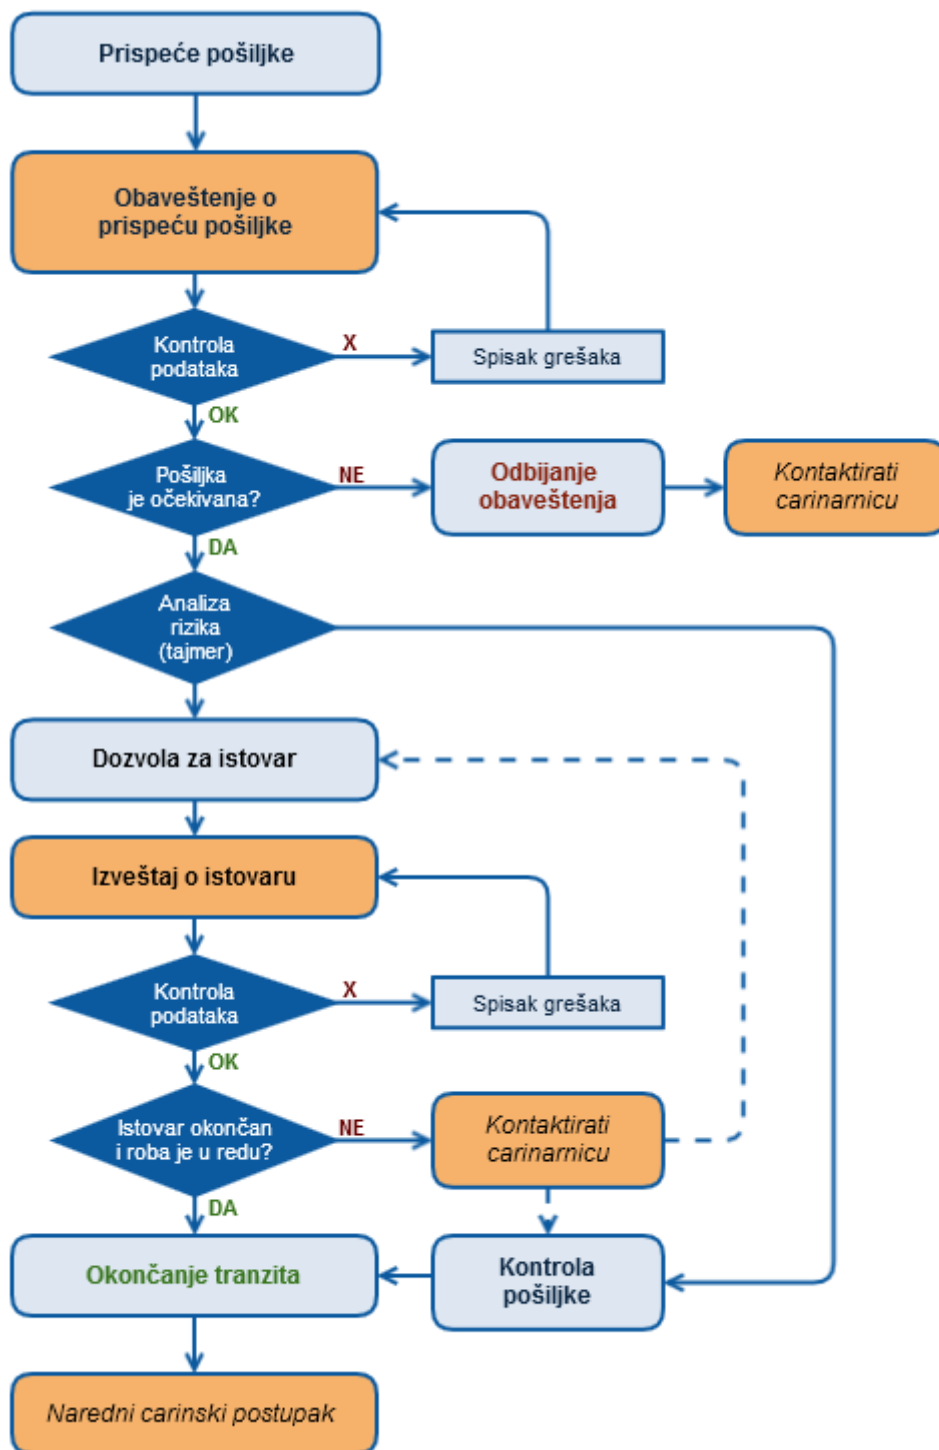 Prispeće pošiljke
Obaveštenje o
prispeću pošiljke
Kontrola
podataka
X
Spisak grešaka
OK
Pošiljka
je očekivana?
NE
Odbijanje
obaveštenja
Kontaktirati
carinarnicu
DA
Analiza
rizika
(tajmer)
Dozvola za istovar
Izveštaj o istovaru
Kontrola
podataka
X
Spisak grešaka
OK
Istovar okončan
i roba je u redu?
NE
Kontaktirati
carinarnicu
DA
Okončanje tranzita
Kontrola
pošiljke
Naredni carinski postupak